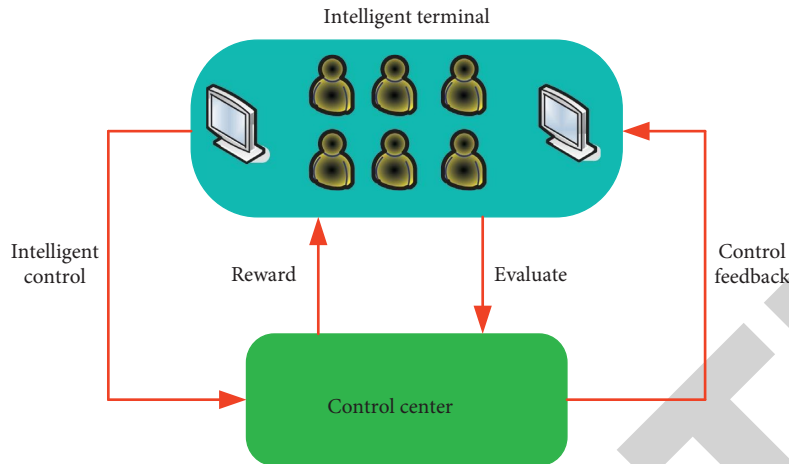 Intelligent terminal
Intelligent
control
Reward
Evaluate
Control
feedback
Control center